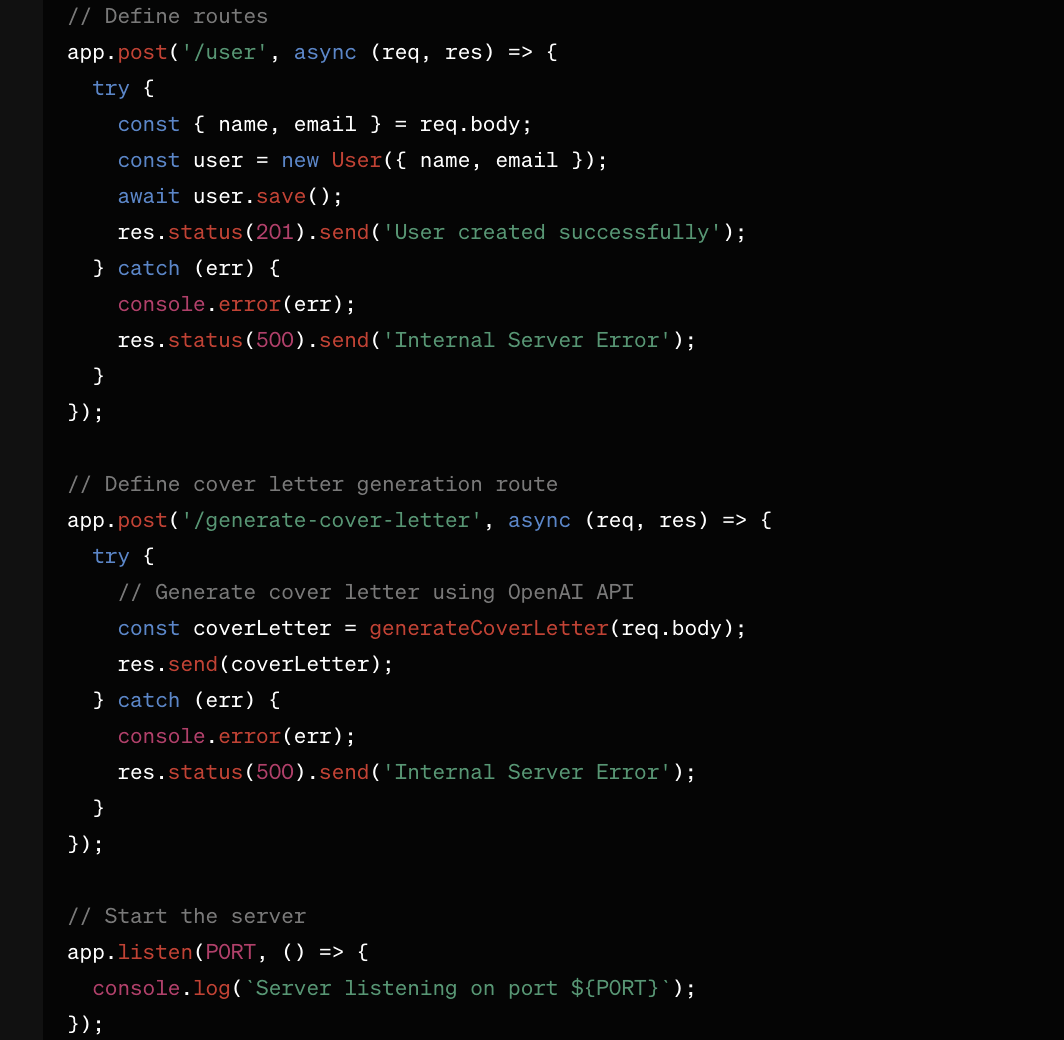 // Define routes
app.post('/user', async (req, res) => {
  try {
    const { name, email } = req.body;
    const user = new User({ name, email });
    await user.save();
    res.status(201).send('User created successfully');
  } catch (err) {
    console.error(err);
    res.status(500).send('Internal Server Error');
  }
});

// Define cover letter generation route
app.post('/generate-cover-letter', async (req, res) => {
  try {
    // Generate cover letter using OpenAI API
    const coverLetter = generateCoverLetter(req.body);
    res.send(coverLetter);
  } catch (err) {
    console.error(err);
    res.status(500).send('Internal Server Error');
  }
});

// Start the server
app.listen(PORT, () => {
  console.log(`Server listening on port ${PORT}`);
});